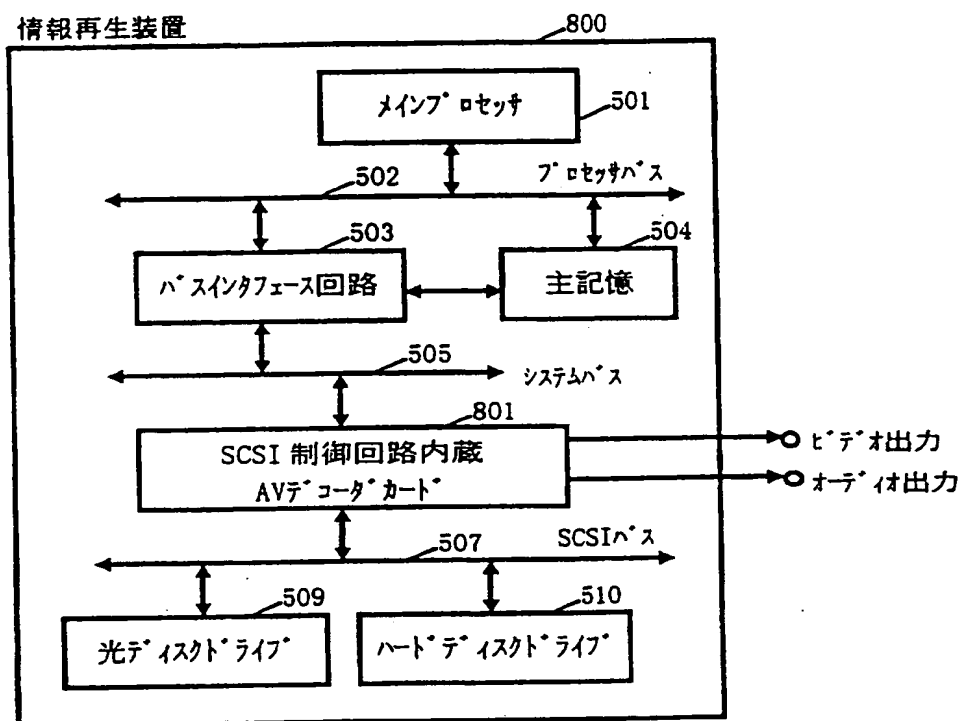 情報再生装置
800
メインプロセッサ
501
502
プロセッサバス
503
504
バスインタフェース回路
主記憶
505
システムバス
801
SCSI 制御回路内蔵
AVデコーダカード
ビデオ出力
オーディオ出力
507
SCSIバス
509
510
光ディスクドライブ
ハードディスクドライブ